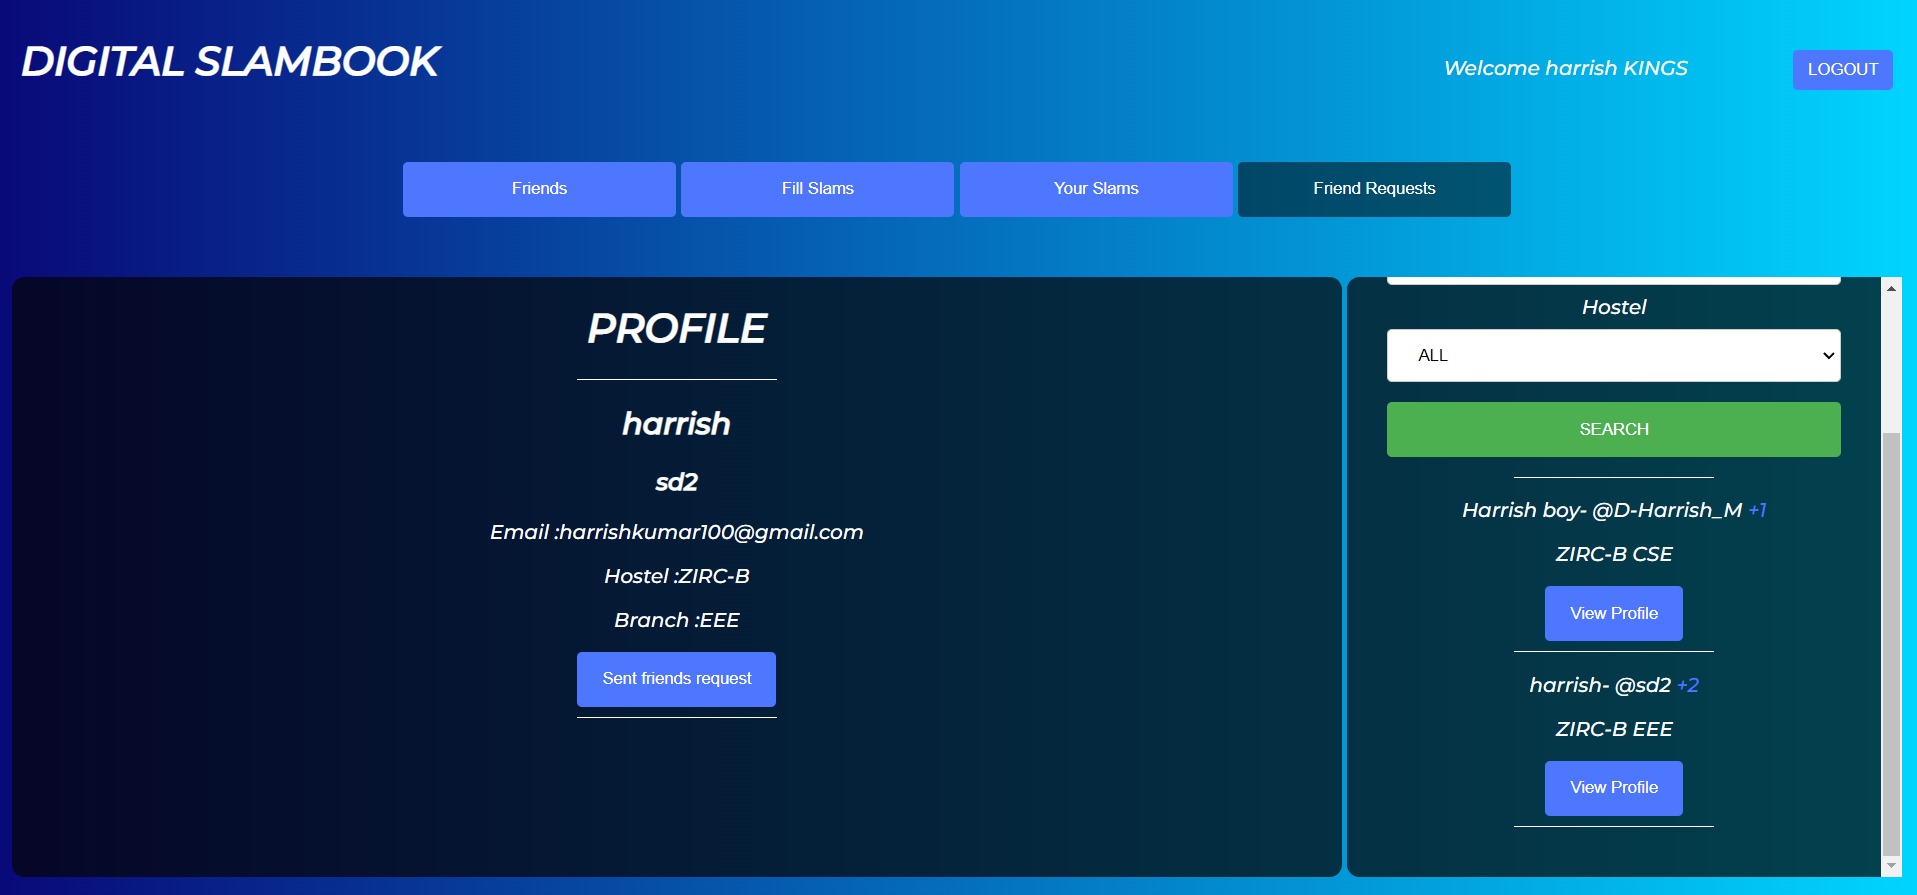 DIGITAL SLAMBOOK
Welcome harrish KINGS
LOGOUT
Friends
Fill Slams
Your Slams
Friend Requests
PROFILE
harrish
sd2
Email :harrishkumar100@gmail.com
Hostel :ZIRC-B
Branch :EEE
Sent friends request
Hostel
ALL
SEARCH
Harrish boy- @D-Harrish_M +1
ZIRC-B CSE
View Profile
harrish- @sd2 +2
ZIRC-B EEE
View Profile